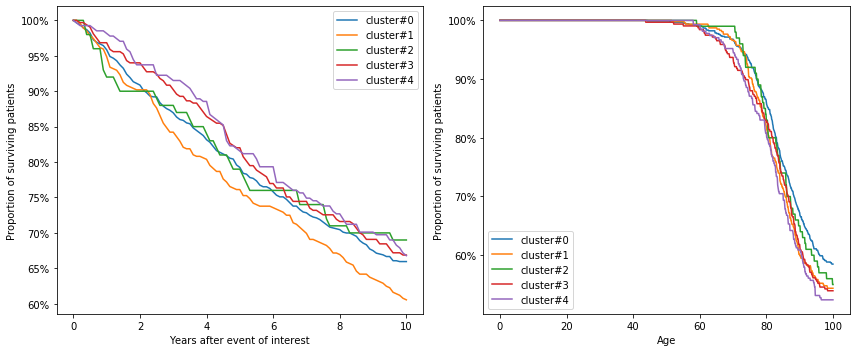 100%
95%
90%
85%
80%
75%
70%
65%
60%
Proportion of surviving patients
0
2
4
6
8
10
Years after event of interest
cluster#0
cluster#1
cluster#2
cluster#3
cluster#4
100%
90%
80%
70%
60%
Proportion of surviving patients
0
20
40
60
80
100
Age
cluster#0
cluster#1
cluster#2
cluster#3
cluster#4